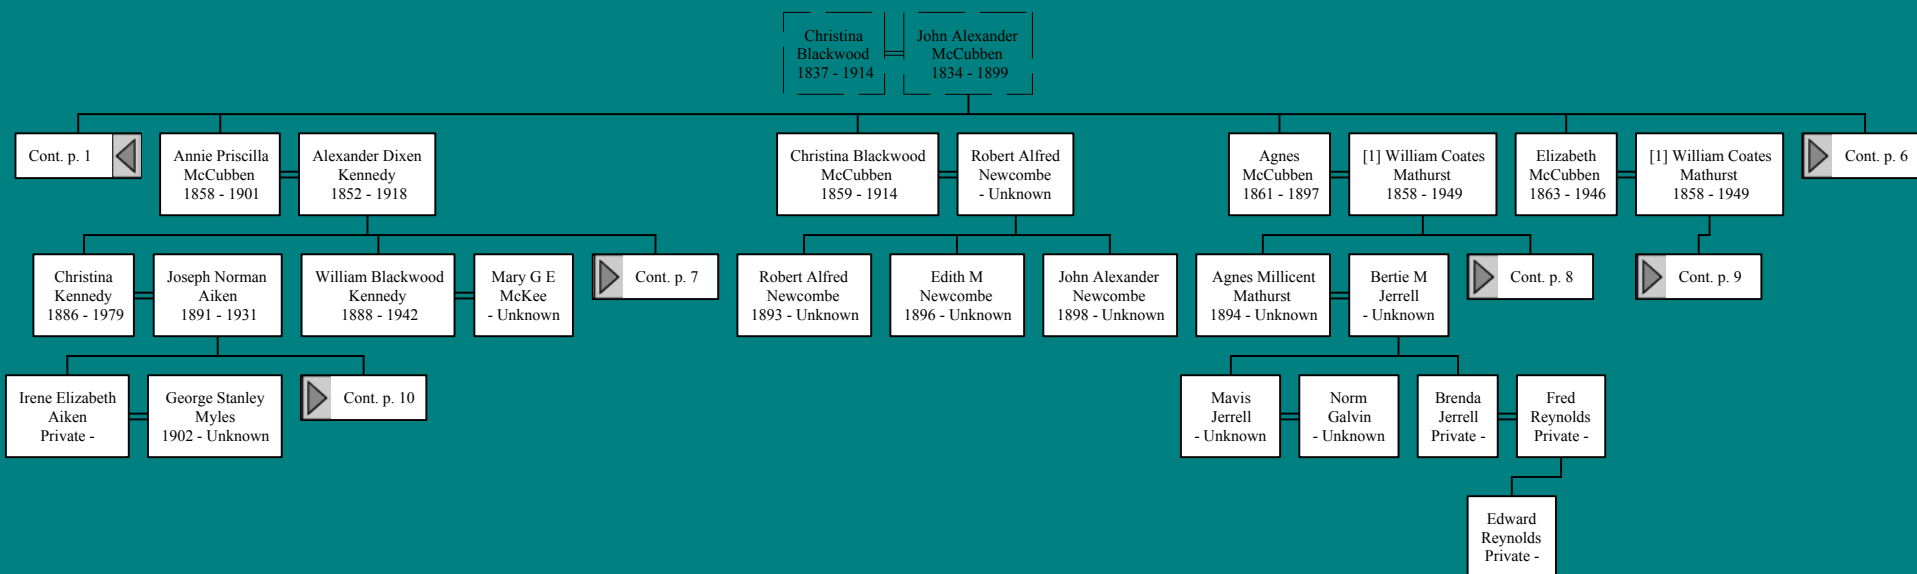 Christina
Blackwood
1837 - 1914
John Alexander
McCubben
1834 - 1899
Cont. p. 1
Annie Priscilla
McCubben
1858 - 1901
Alexander Dixen
Kennedy
1852 - 1918
Christina Blackwood
McCubben
1859 - 1914
Robert Alfred
Newcombe
- Unknown
Agnes
McCubben
1861 - 1897
[1] William Coates
Mathurst
1858 - 1949
Elizabeth
McCubben
1863 - 1946
[1] William Coates
Mathurst
1858 - 1949
Cont. p. 6
Christina
Kennedy
1886 - 1979
Joseph Norman
Aiken
1891 - 1931
William Blackwood
Kennedy
1888 - 1942
Mary G E
McKee
- Unknown
Cont. p. 7
Robert Alfred
Newcombe
1893 - Unknown
Edith M
Newcombe
1896 - Unknown
John Alexander
Newcombe
1898 - Unknown
Agnes Millicent
Mathurst
1894 - Unknown
Bertie M
Jerrell
- Unknown
Cont. p. 8
Cont. p. 9
Irene Elizabeth
Aiken
Private -
George Stanley
Myles
1902 - Unknown
Cont. p. 10
Mavis
Jerrell
- Unknown
Norm
Galvin
- Unknown
Brenda
Jerrell
Private -
Fred
Reynolds
Private -
Edward
Reynolds
Private -